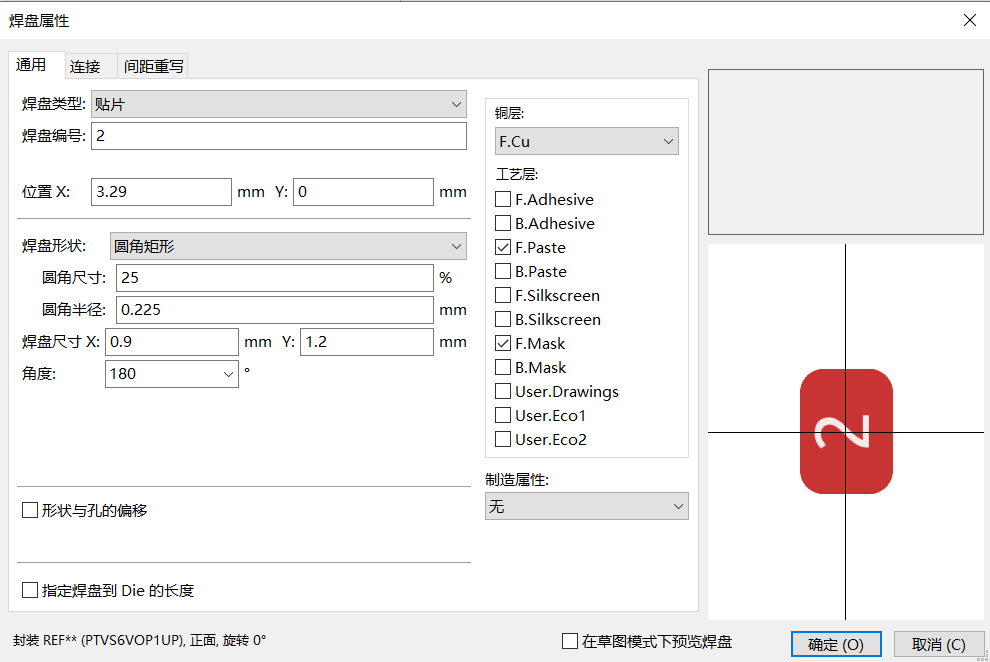 焊盘属性
通用 连接 间距重写
焊盘类型: 贴片
焊盘编号: 2
位置 X: 3.29 mm Y: 0 mm
焊盘形状: 圆角矩形
圆角尺寸: 25 %
圆角半径: 0.225 mm
焊盘尺寸 X: 0.9 mm Y: 1.2 mm
角度: 180 °
形状与孔的偏移
指定焊盘到 Die 的长度
铜层:
F.Cu
工艺层:
F.Adhesive
B.Adhesive
F.Paste
B.Paste
F.Silkscreen
B.Silkscreen
F.Mask
B.Mask
User.Drawings
User.Eco1
User.Eco2
制造属性:
无
2
封装 REF** (PTVS6VOP1UP), 正面, 旋转 0°
在草图模式下预览焊盘
确定 (O) 取消 (C)